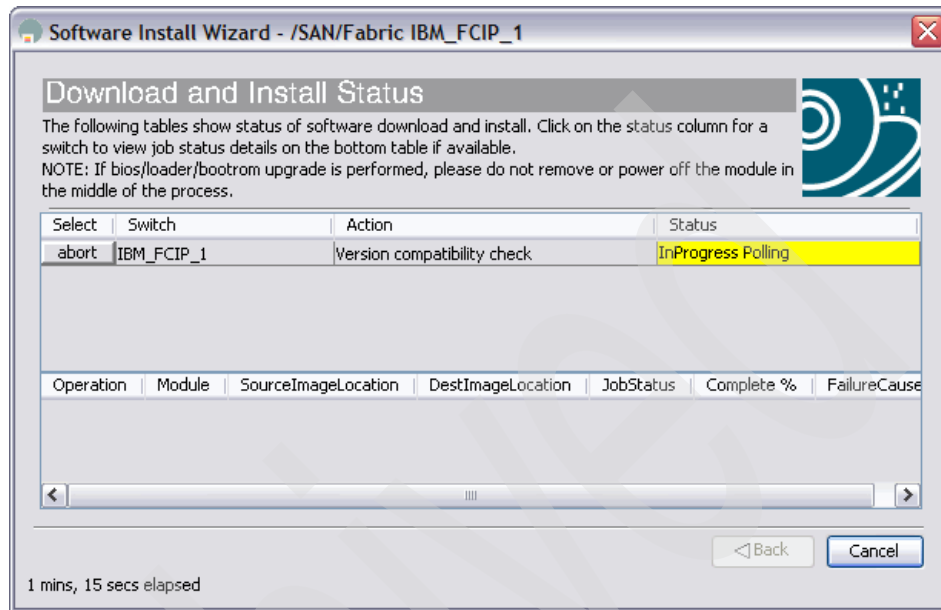 Software Install Wizard - /SAN/Fabric IBM_FCIP_1
Download and Install Status
The following tables show status of software download and install. Click on the status column for a
switch to view job status details on the bottom table if available.
NOTE: If bios/loader/bootrom upgrade is performed, please do not remove or power off the module in
the middle of the process.
Select Switch Action Status
abort IBM_FCIP_1 Version compatibility check InProgress Polling
Operation Module SourceImageLocation DestImageLocation JobStatus Complete % FailureCause
Back Cancel
1 mins, 15 secs elapsed